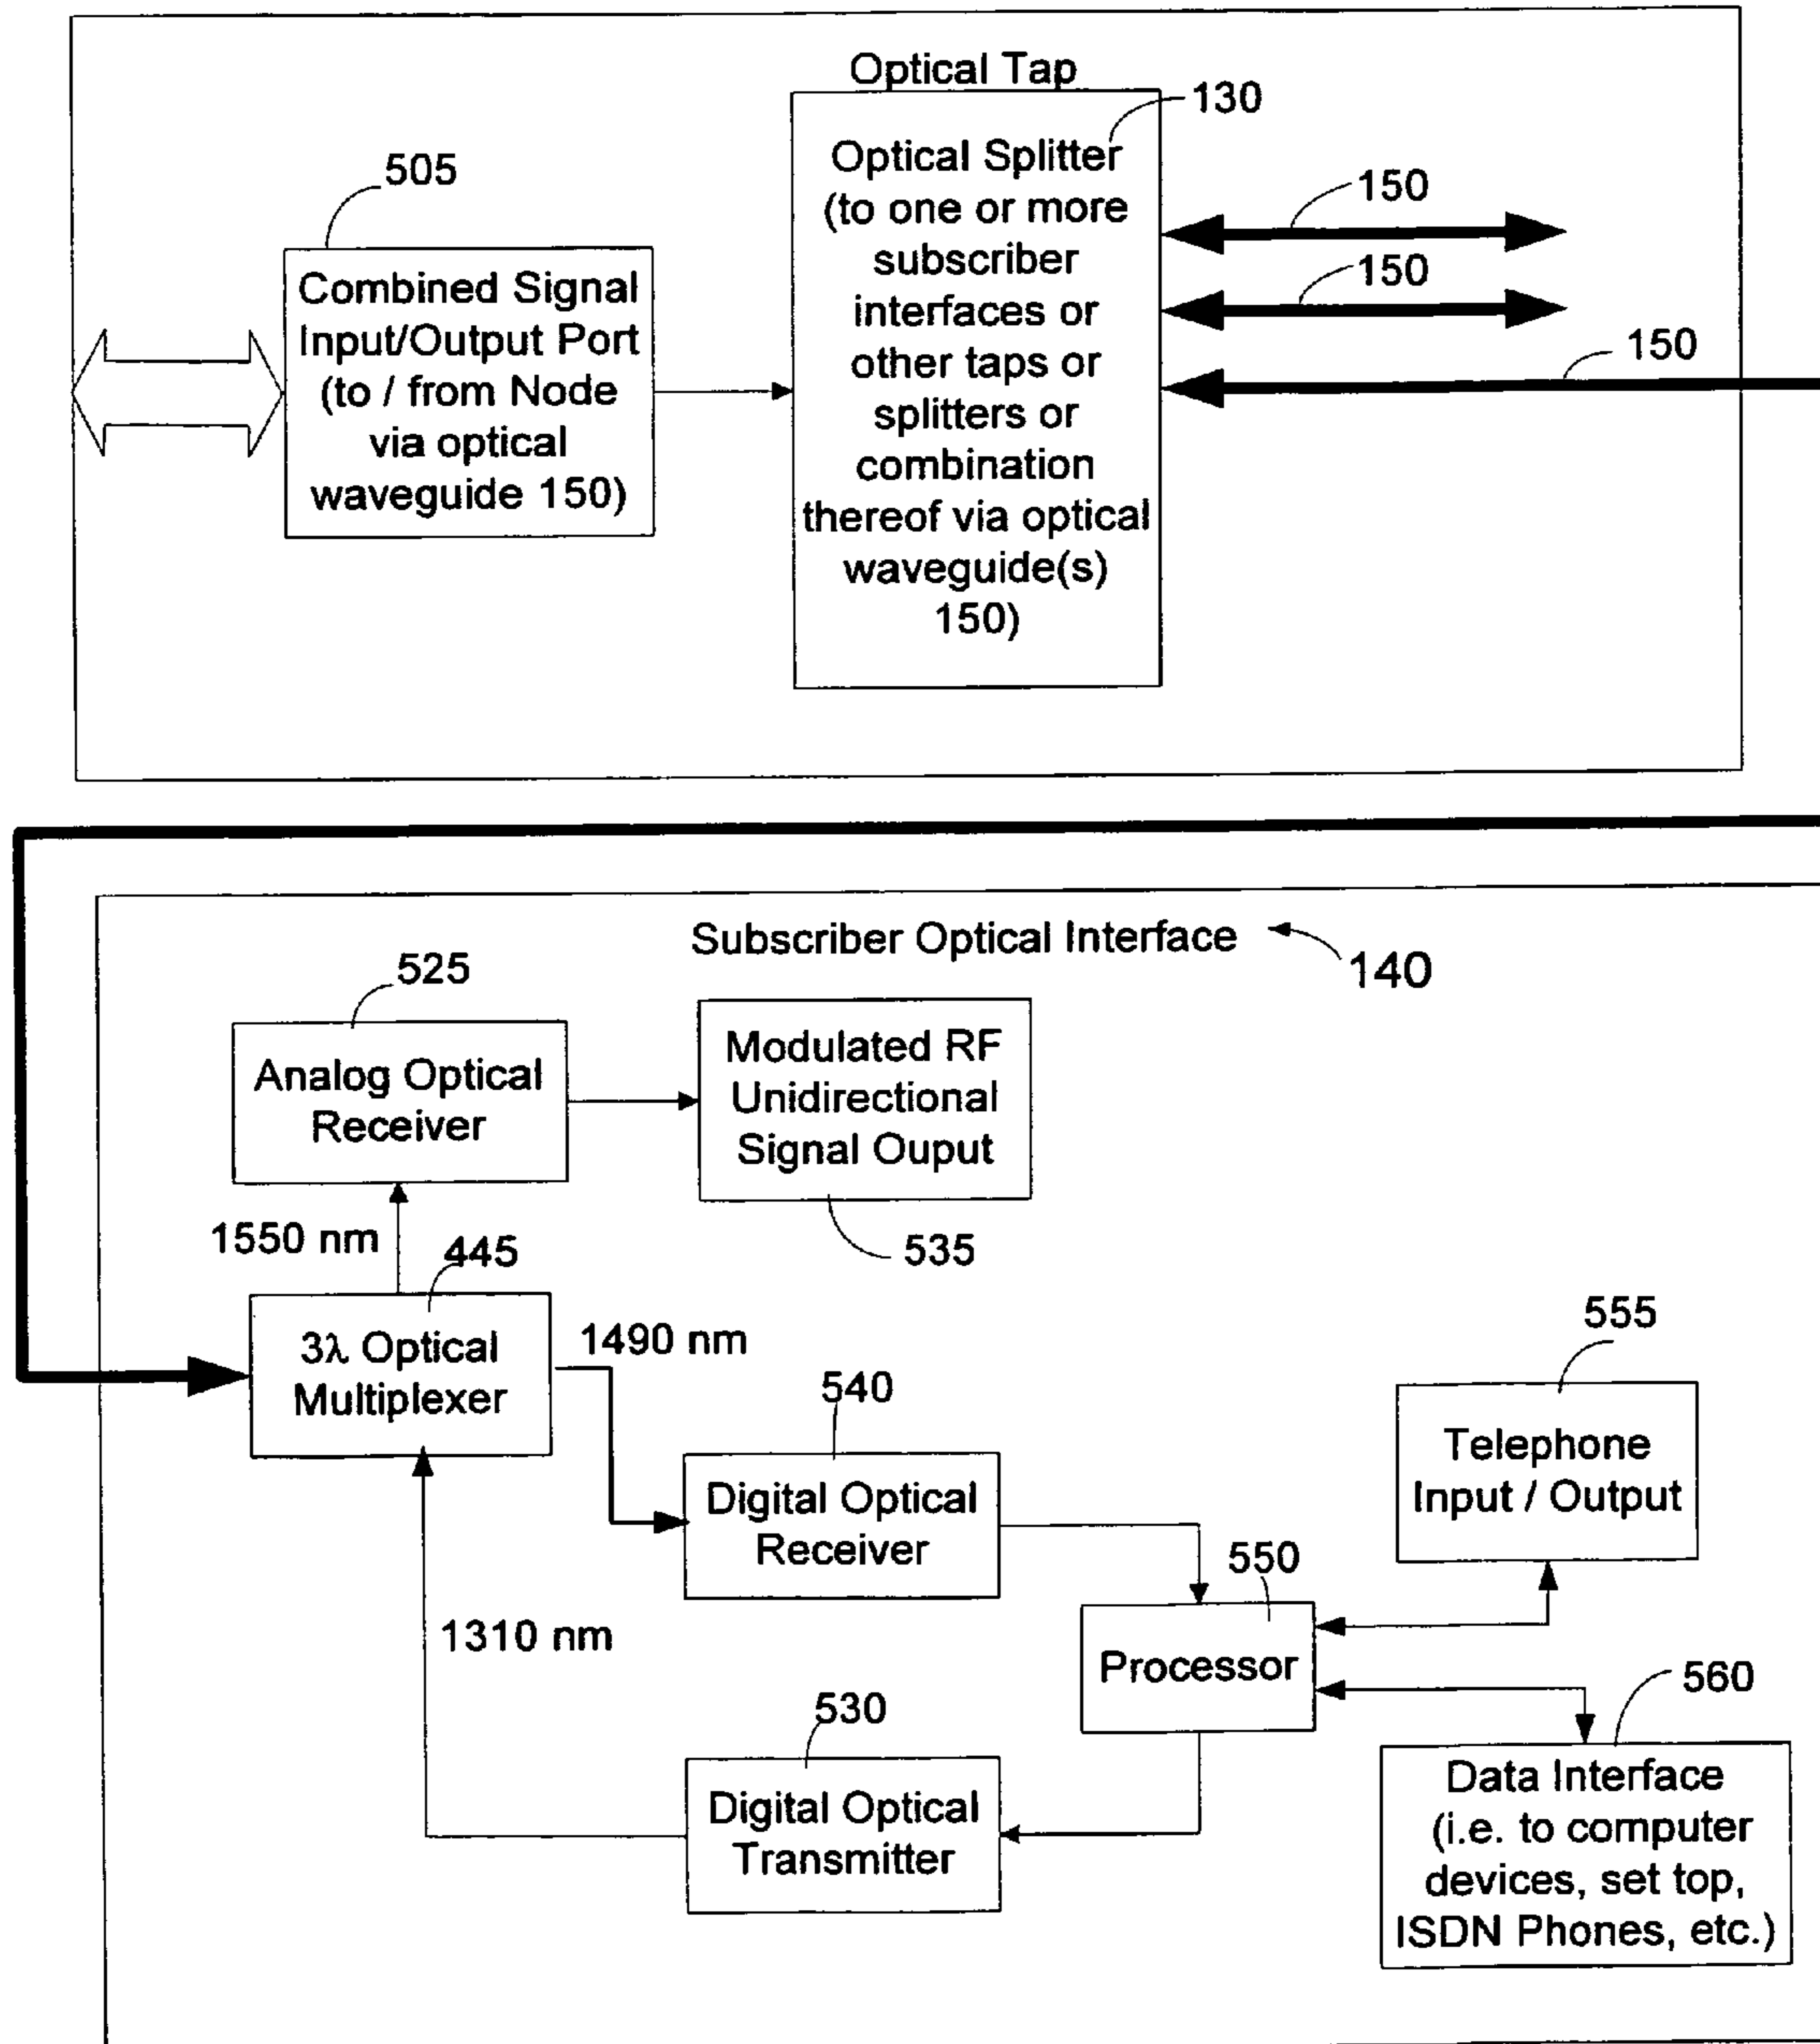 Optical Tap
130
Optical Splitter
(to one or more
subscriber
interfaces or
other taps or
splitters or
combination
thereof via optical
waveguide(s)
150)
505
Combined Signal
Input/Output Port
(to / from Node
via optical
waveguide 150)
150
150
150
Subscriber Optical Interface
140
525
Analog Optical
Receiver
Modulated RF
Unidirectional
Signal Ouput
535
1550 nm
445
3λ Optical
Multiplexer
1490 nm
540
Digital Optical
Receiver
555
Telephone
Input / Output
550
Processor
1310 nm
530
Digital Optical
Transmitter
560
Data Interface
(i.e. to computer
devices, set top,
ISDN Phones, etc.)